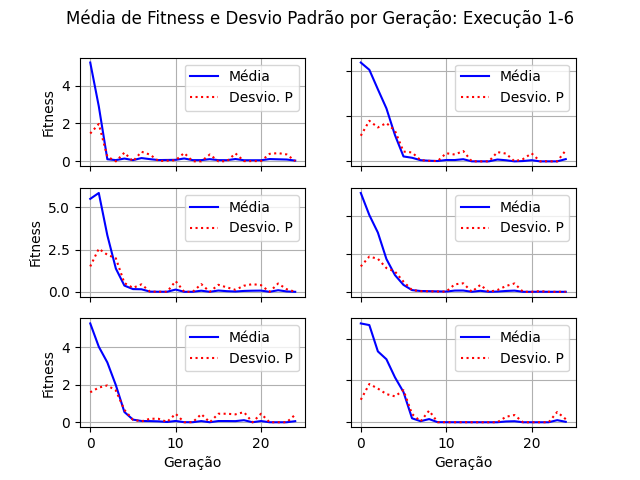 Média de Fitness e Desvio Padrão por Geração: Execução 1-6
Fitness
4
2
0
Média
Desvio. P
Média
Desvio. P
Fitness
5.0
2.5
0.0
Média
Desvio. P
Média
Desvio. P
Fitness
4
2
0
Média
Desvio. P
0
10
20
Geração
Média
Desvio. P
0
10
20
Geração